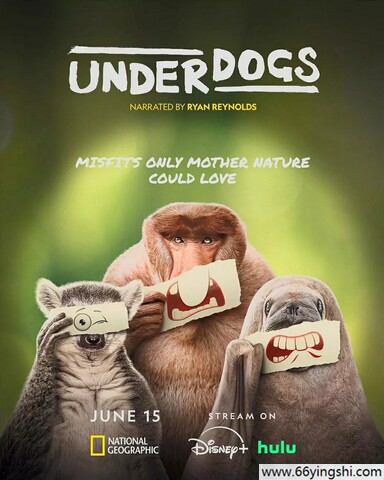 UNDERDOGS
NARRATED BY RYAN REYNOLDS
MISFITS ONLY MOTHER NATURE
COULD LOVE
JUNE 15
STREAM ON
NATIONAL
GEOGRAPHIC
Disney+
hulu
www.66yingshi.com